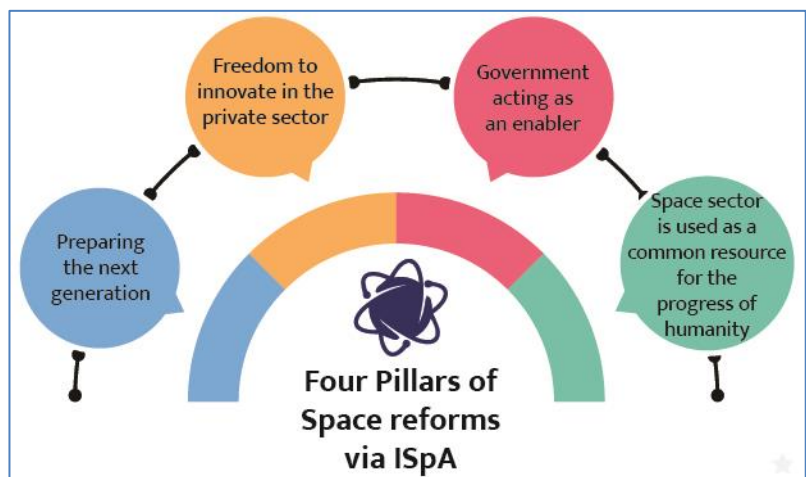 Freedom to
innovate in the
private sector
Government
acting as
an enabler
Preparing
the next
generation
Space sector
is used as a
common resource
for the
progress of
humanity
Four Pillars of
Space reforms
via ISpA